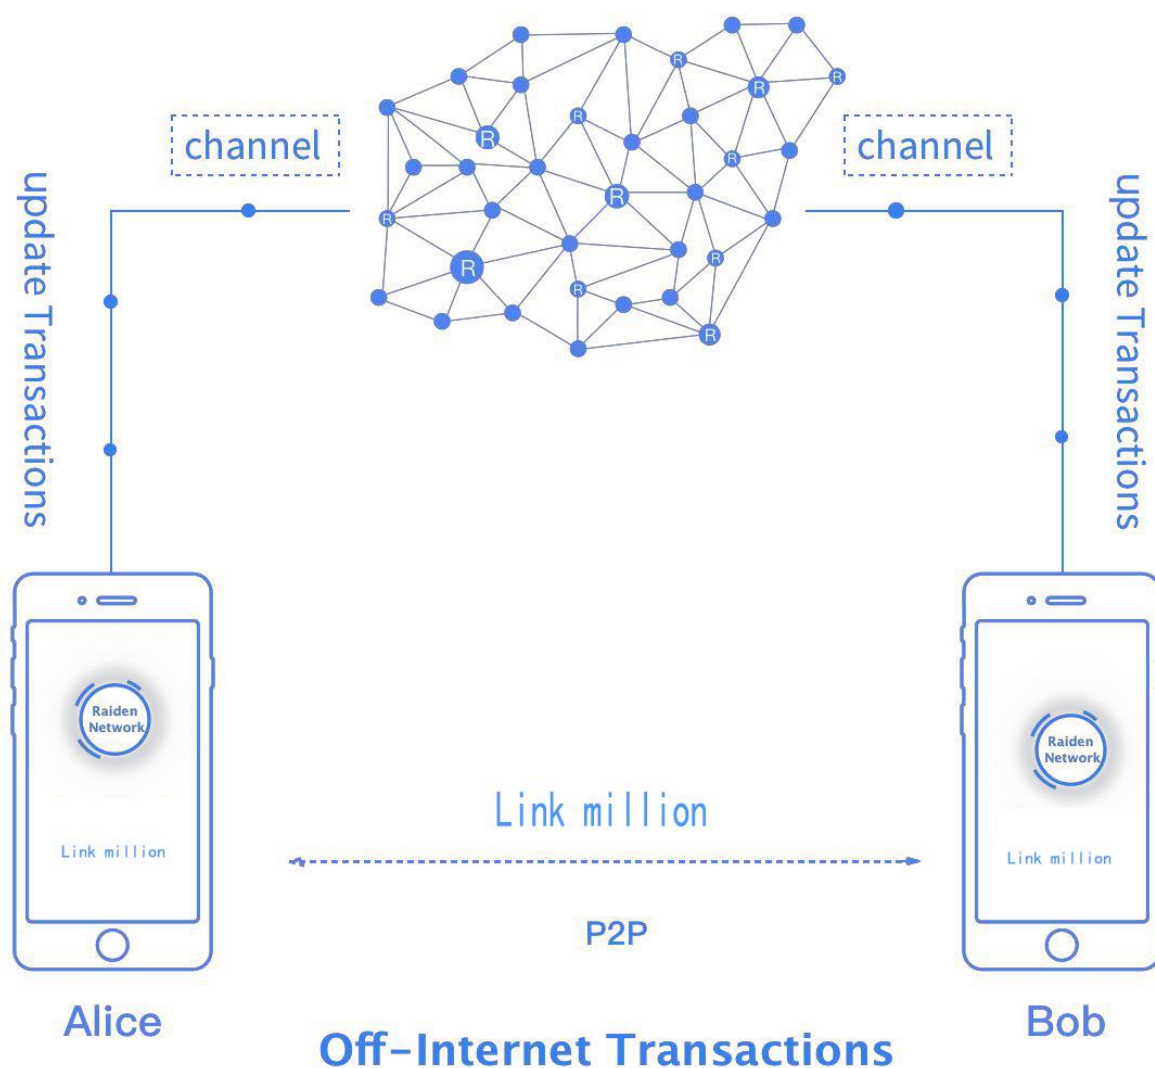 R
R
R
R
channel
R
R
channel
update Transactions
R
R
R
R
R
R
update Transactions
Raiden
Network
Raiden
Network
Link million
Link million
Link million
P2P
Alice
Bob
Off-Internet Transactions